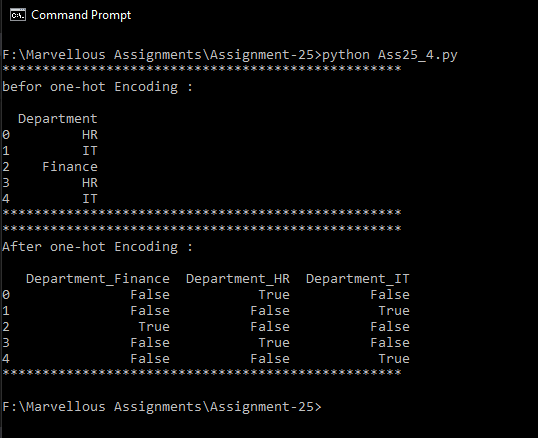 Command Prompt
F:\Marvellous Assignments\Assignment-25>python Ass25_4.py
**************************************************
befor one-hot Encoding :
  Department
0         HR
1         IT
2    Finance
3         HR
4         IT
**************************************************
**************************************************
After one-hot Encoding :
   Department_Finance  Department_HR  Department_IT
0               False           True          False
1               False          False           True
2                True          False          False
3               False           True          False
4               False          False           True
**************************************************
F:\Marvellous Assignments\Assignment-25>